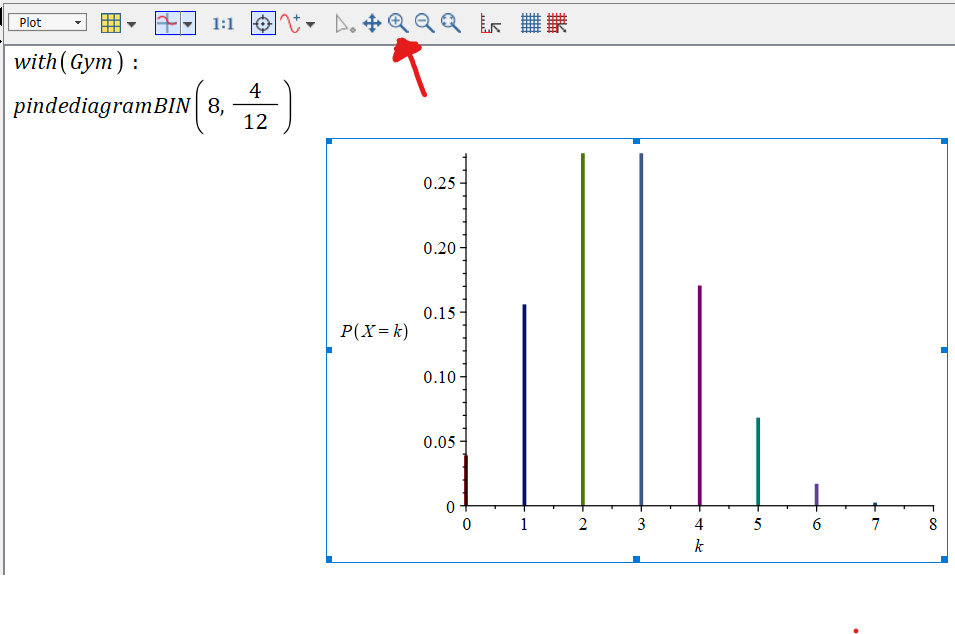 Plot 1:1
with(Gym) :
pindediagramBIN(8, 4/12)
0.25
0.20
0.15
P(X = k)
0.10
0.05
0
0 1 2 3 4 5 6 7 8
k